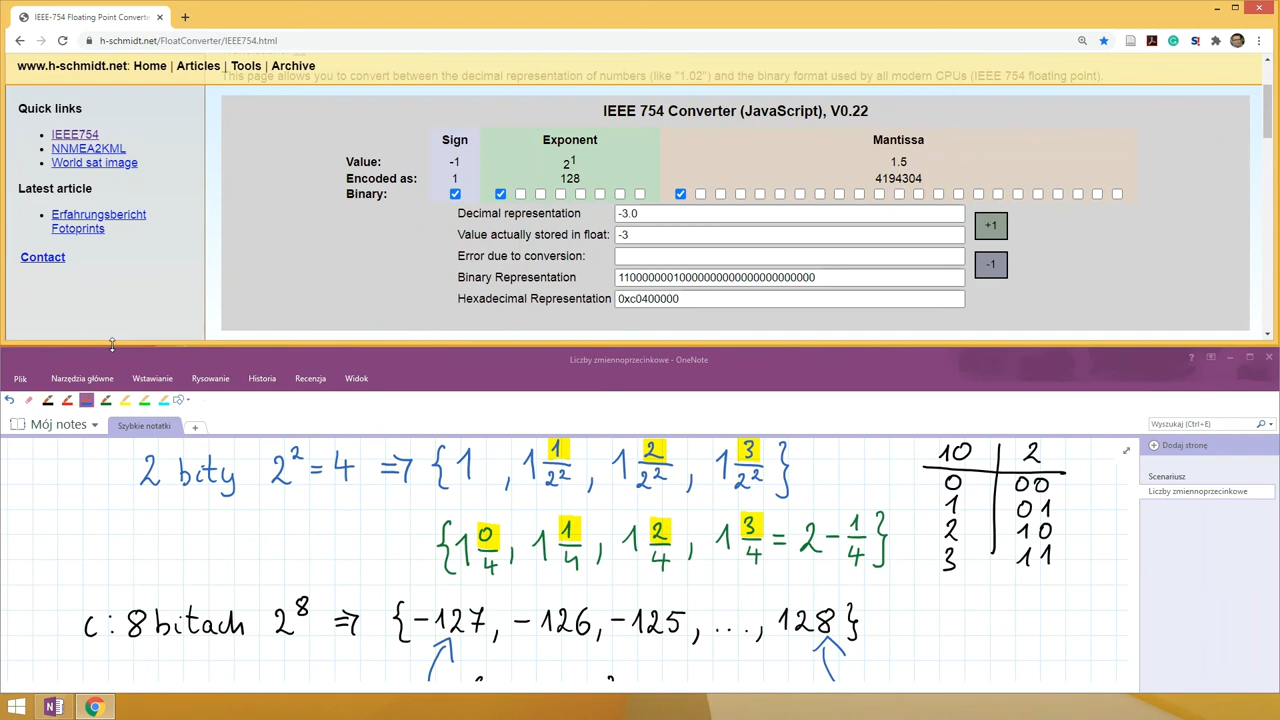 IEEE-754 Floating Point Converte
h-schmidt.net/FloatConverter/IEEE754.html
www.h-schmidt.net: Home | Articles | Tools | Archive
This page allows you to convert between the decimal representation of numbers (like "1.02") and the binary format used by all modern CPUs (IEEE 754 floating point).
Quick links
IEEE754
NNMEA2KML
World sat image
Latest article
Erfahrungsbericht
Fotoprints
Contact
IEEE 754 Converter (JavaScript), V0.22
Sign Exponent Mantissa
Value: -1 2^1 1.5
Encoded as: 1 128 4194304
Binary:
Decimal representation -3.0
Value actually stored in float: -3
Error due to conversion:
Binary Representation 11000000010000000000000000000000
Hexadecimal Representation 0xc0400000
+1
-1
Liczby zmiennoprzecinkowe - OneNote
Plik Narzędzia główne Wstawianie Rysowanie Historia Recenzja Widok
Mój notes Szybkie notatki Wyszukaj (Ctrl+E)
Dodaj stronę
Scenariusz
Liczby zmiennoprzecinkowe
2 bity 2^2 = 4 => {1, 1 1/2^2, 1 2/2^2, 1 3/2^2}
{1 0/4, 1 1/4, 1 2/4, 1 3/4 = 2 - 1/4}
c: 8 bitach 2^8 => {-127, -126, -125, ..., 128}
10 2
0 00
1 01
2 10
3 11